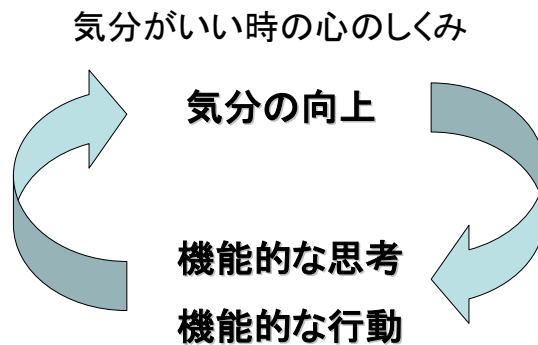 気分がいい時の心のしくみ
気分の向上
機能的な思考
機能的な行動